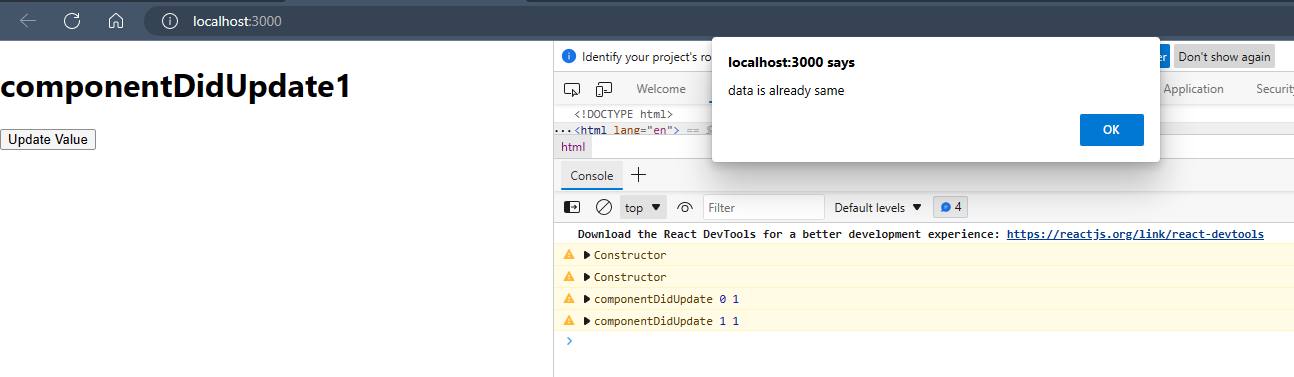 localhost:3000
componentDidUpdate1
Update Value
Identify your project's ro
Don't show again
localhost:3000 says
data is already same
OK
Welcome
Application
Securit
<!DOCTYPE html>
...<html lang="en"> == $
html
Console
top
Filter
Default levels
4
Download the React DevTools for a better development experience: https://reactjs.org/link/react-devtools
Constructor
Constructor
componentDidUpdate 0 1
componentDidUpdate 1 1